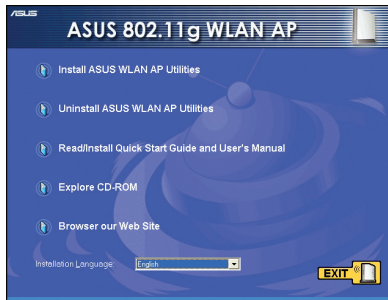 ASUS
ASUS 802.11g WLAN AP
Install ASUS WLAN AP Utilities
Uninstall ASUS WLAN AP Utilities
Read/Install Quick Start Guide and User's Manual
Explore CD-ROM
Browser our Web Site
Installation Language
English
EXIT